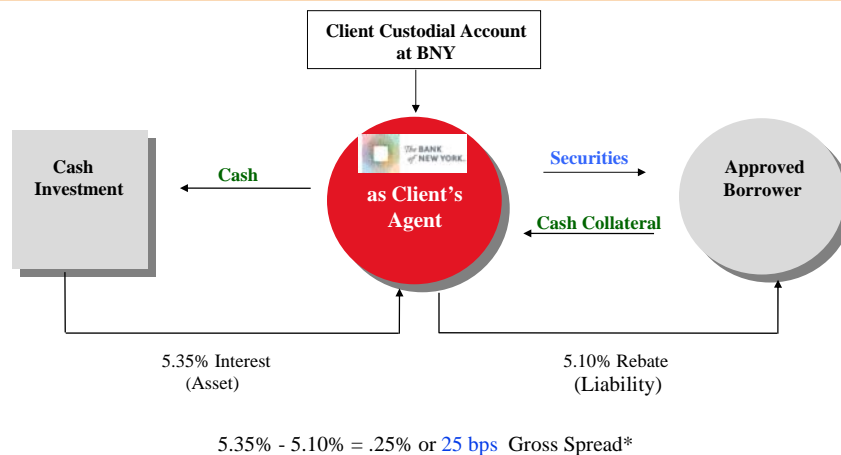 Client Custodial Account
at BNY
The BANK
of NEW YORK.
as Client's
Agent
Cash
Investment
Cash
Securities
Cash Collateral
Approved
Borrower
5.35% Interest
(Asset)
5.10% Rebate
(Liability)
5.35% - 5.10% = .25% or 25 bps Gross Spread*